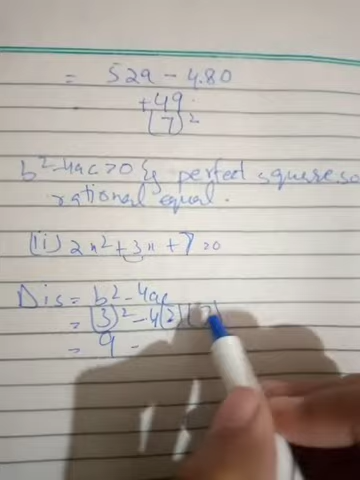 = 529 - 480
+49
(7)²
b²-4ac>0 & perfect square so
rational equal.
(ii) 2x²+3x+7=0
Dis = b²-4ac
= (3)²-4(2)(7
= 9 -